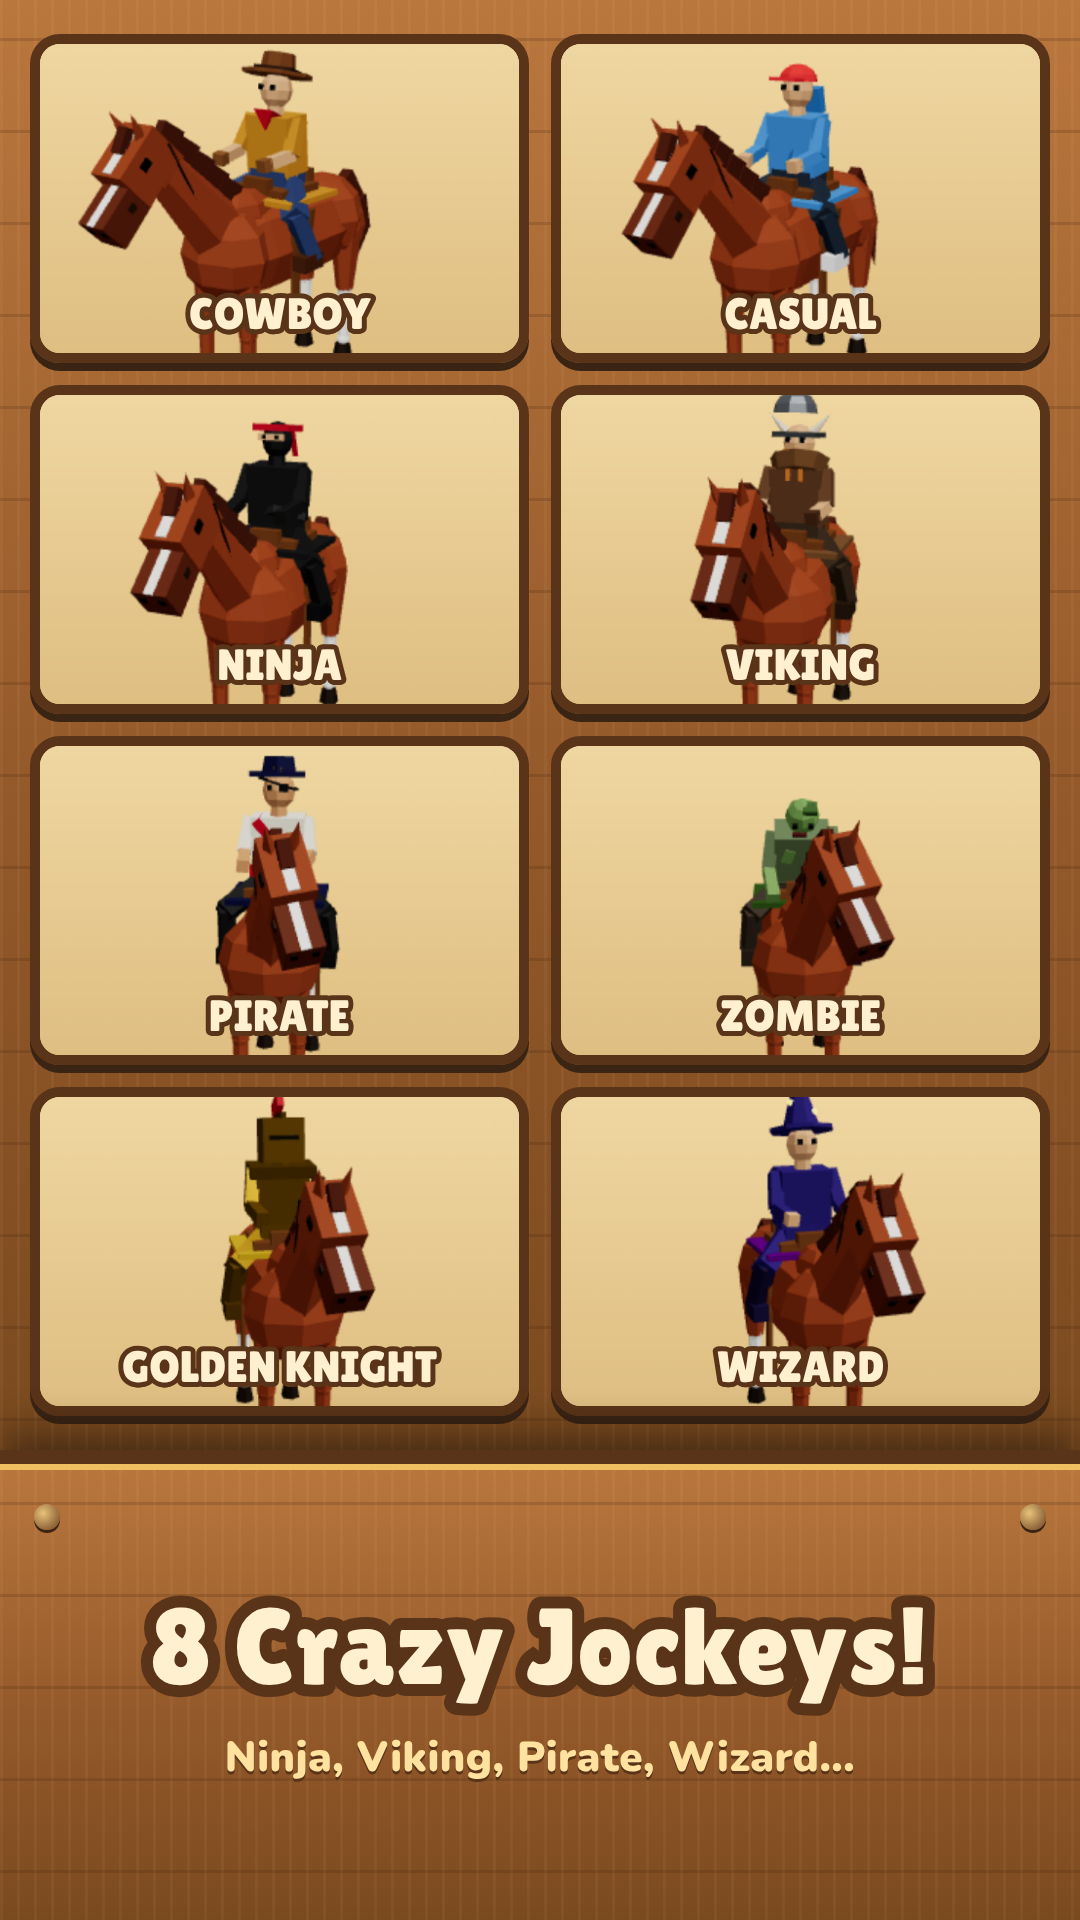 COWBOY
CASUAL
NINJA
VIKING
PIRATE
ZOMBIE
GOLDEN KNIGHT
WIZARD
8 Crazy Jockeys!
Ninja, Viking, Pirate, Wizard...